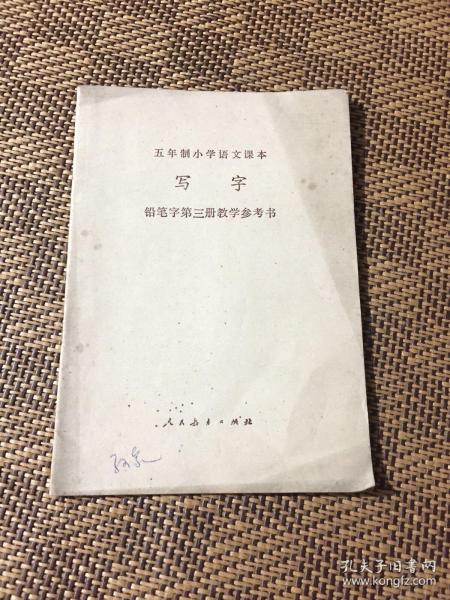 五年制小学语文课本
写字
铅笔字第三册教学参考书
人民教育出版社
孔夫子旧书网
www.kongfz.com